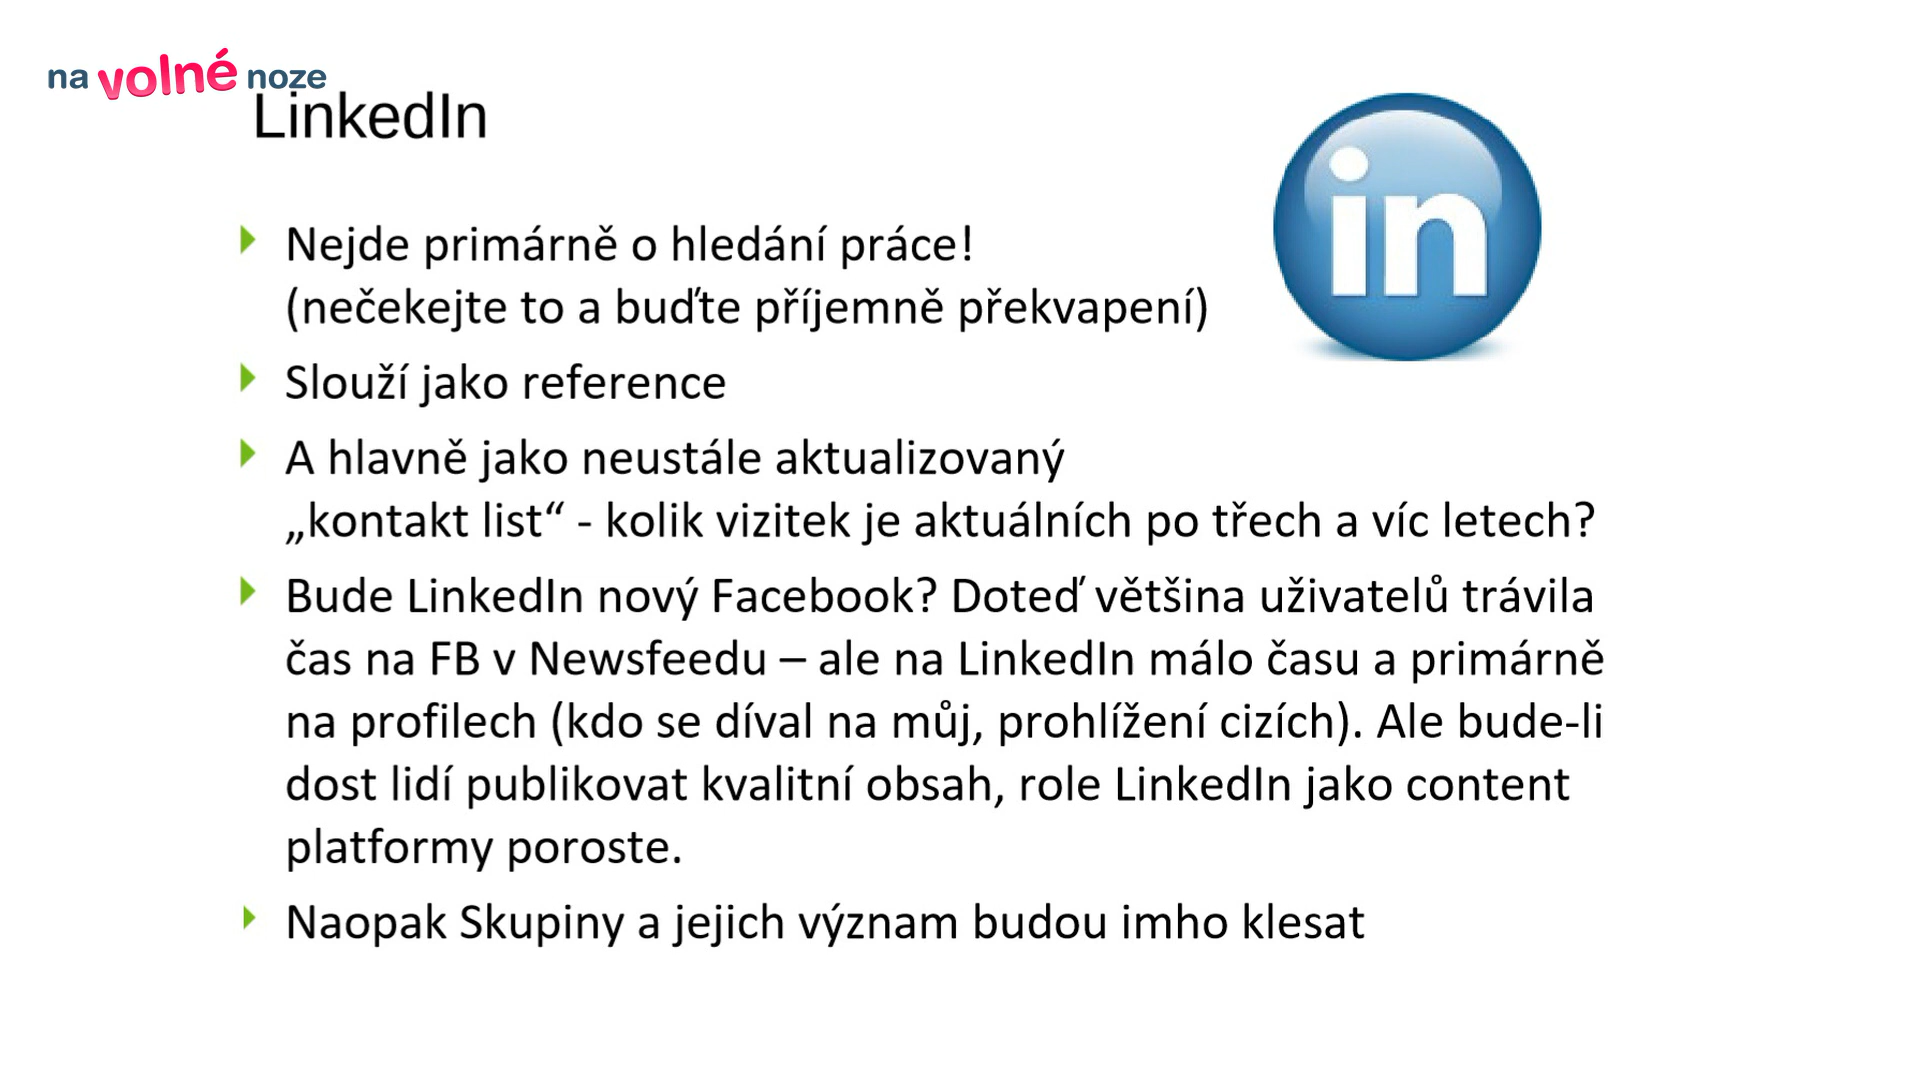 na volné noze
LinkedIn
in
Nejde primárně o hledání práce!
(nečekejte to a buďte příjemně překvapení)
Slouží jako reference
A hlavně jako neustále aktualizovaný
„kontakt list“ - kolik vizitek je aktuálních po třech a víc letech?
Bude LinkedIn nový Facebook? Doteď většina uživatelů trávila
čas na FB v Newsfeedu – ale na LinkedIn málo času a primárně
na profilech (kdo se díval na můj, prohlížení cizích). Ale bude-li
dost lidí publikovat kvalitní obsah, role LinkedIn jako content
platformy poroste.
Naopak Skupiny a jejich význam budou imho klesat